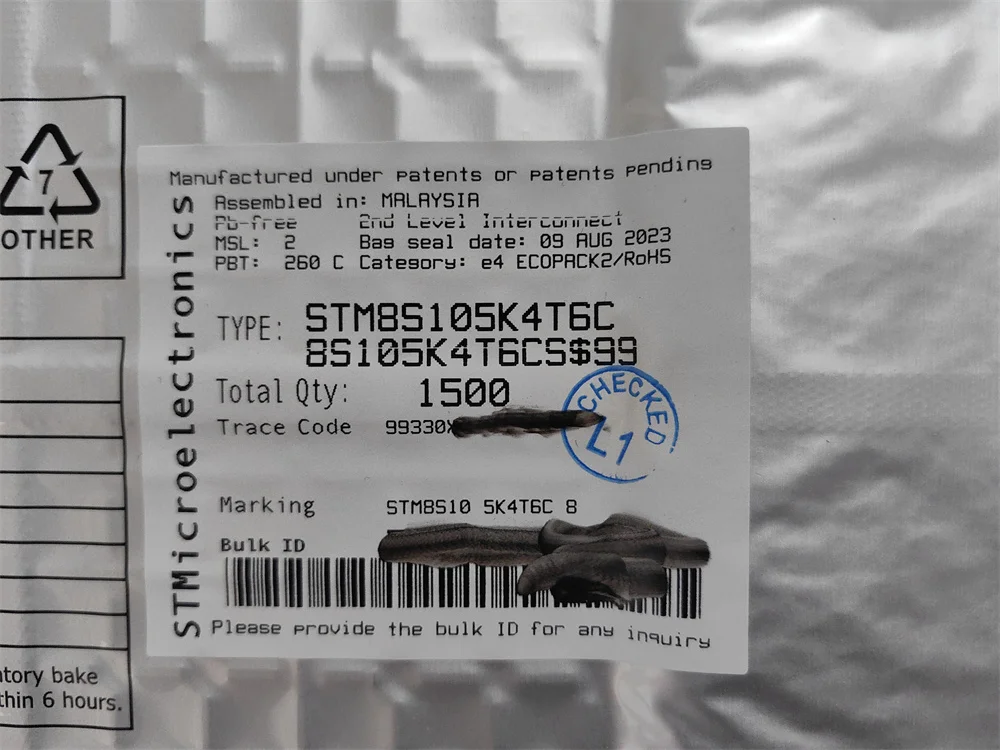 7
OTHER
STMicroelectronics
Manufactured under patents or patents pending
Assembled in: MALAYSIA
Pb-free 2nd Level Interconnect
MSL: 2 Bag seal date: 09 AUG 2023
PBT: 260 C Category: e4 ECOPACK2/RoHS
TYPE: STM8S105K4T6C
8S105K4T6CS$99
Total Qty: 1500
Trace Code 99330X
CHECKED
L1
Marking STM8S10 5K4T6C 8
Bulk ID
Please provide the bulk ID for any inquiry
atory bake
thin 6 hours.